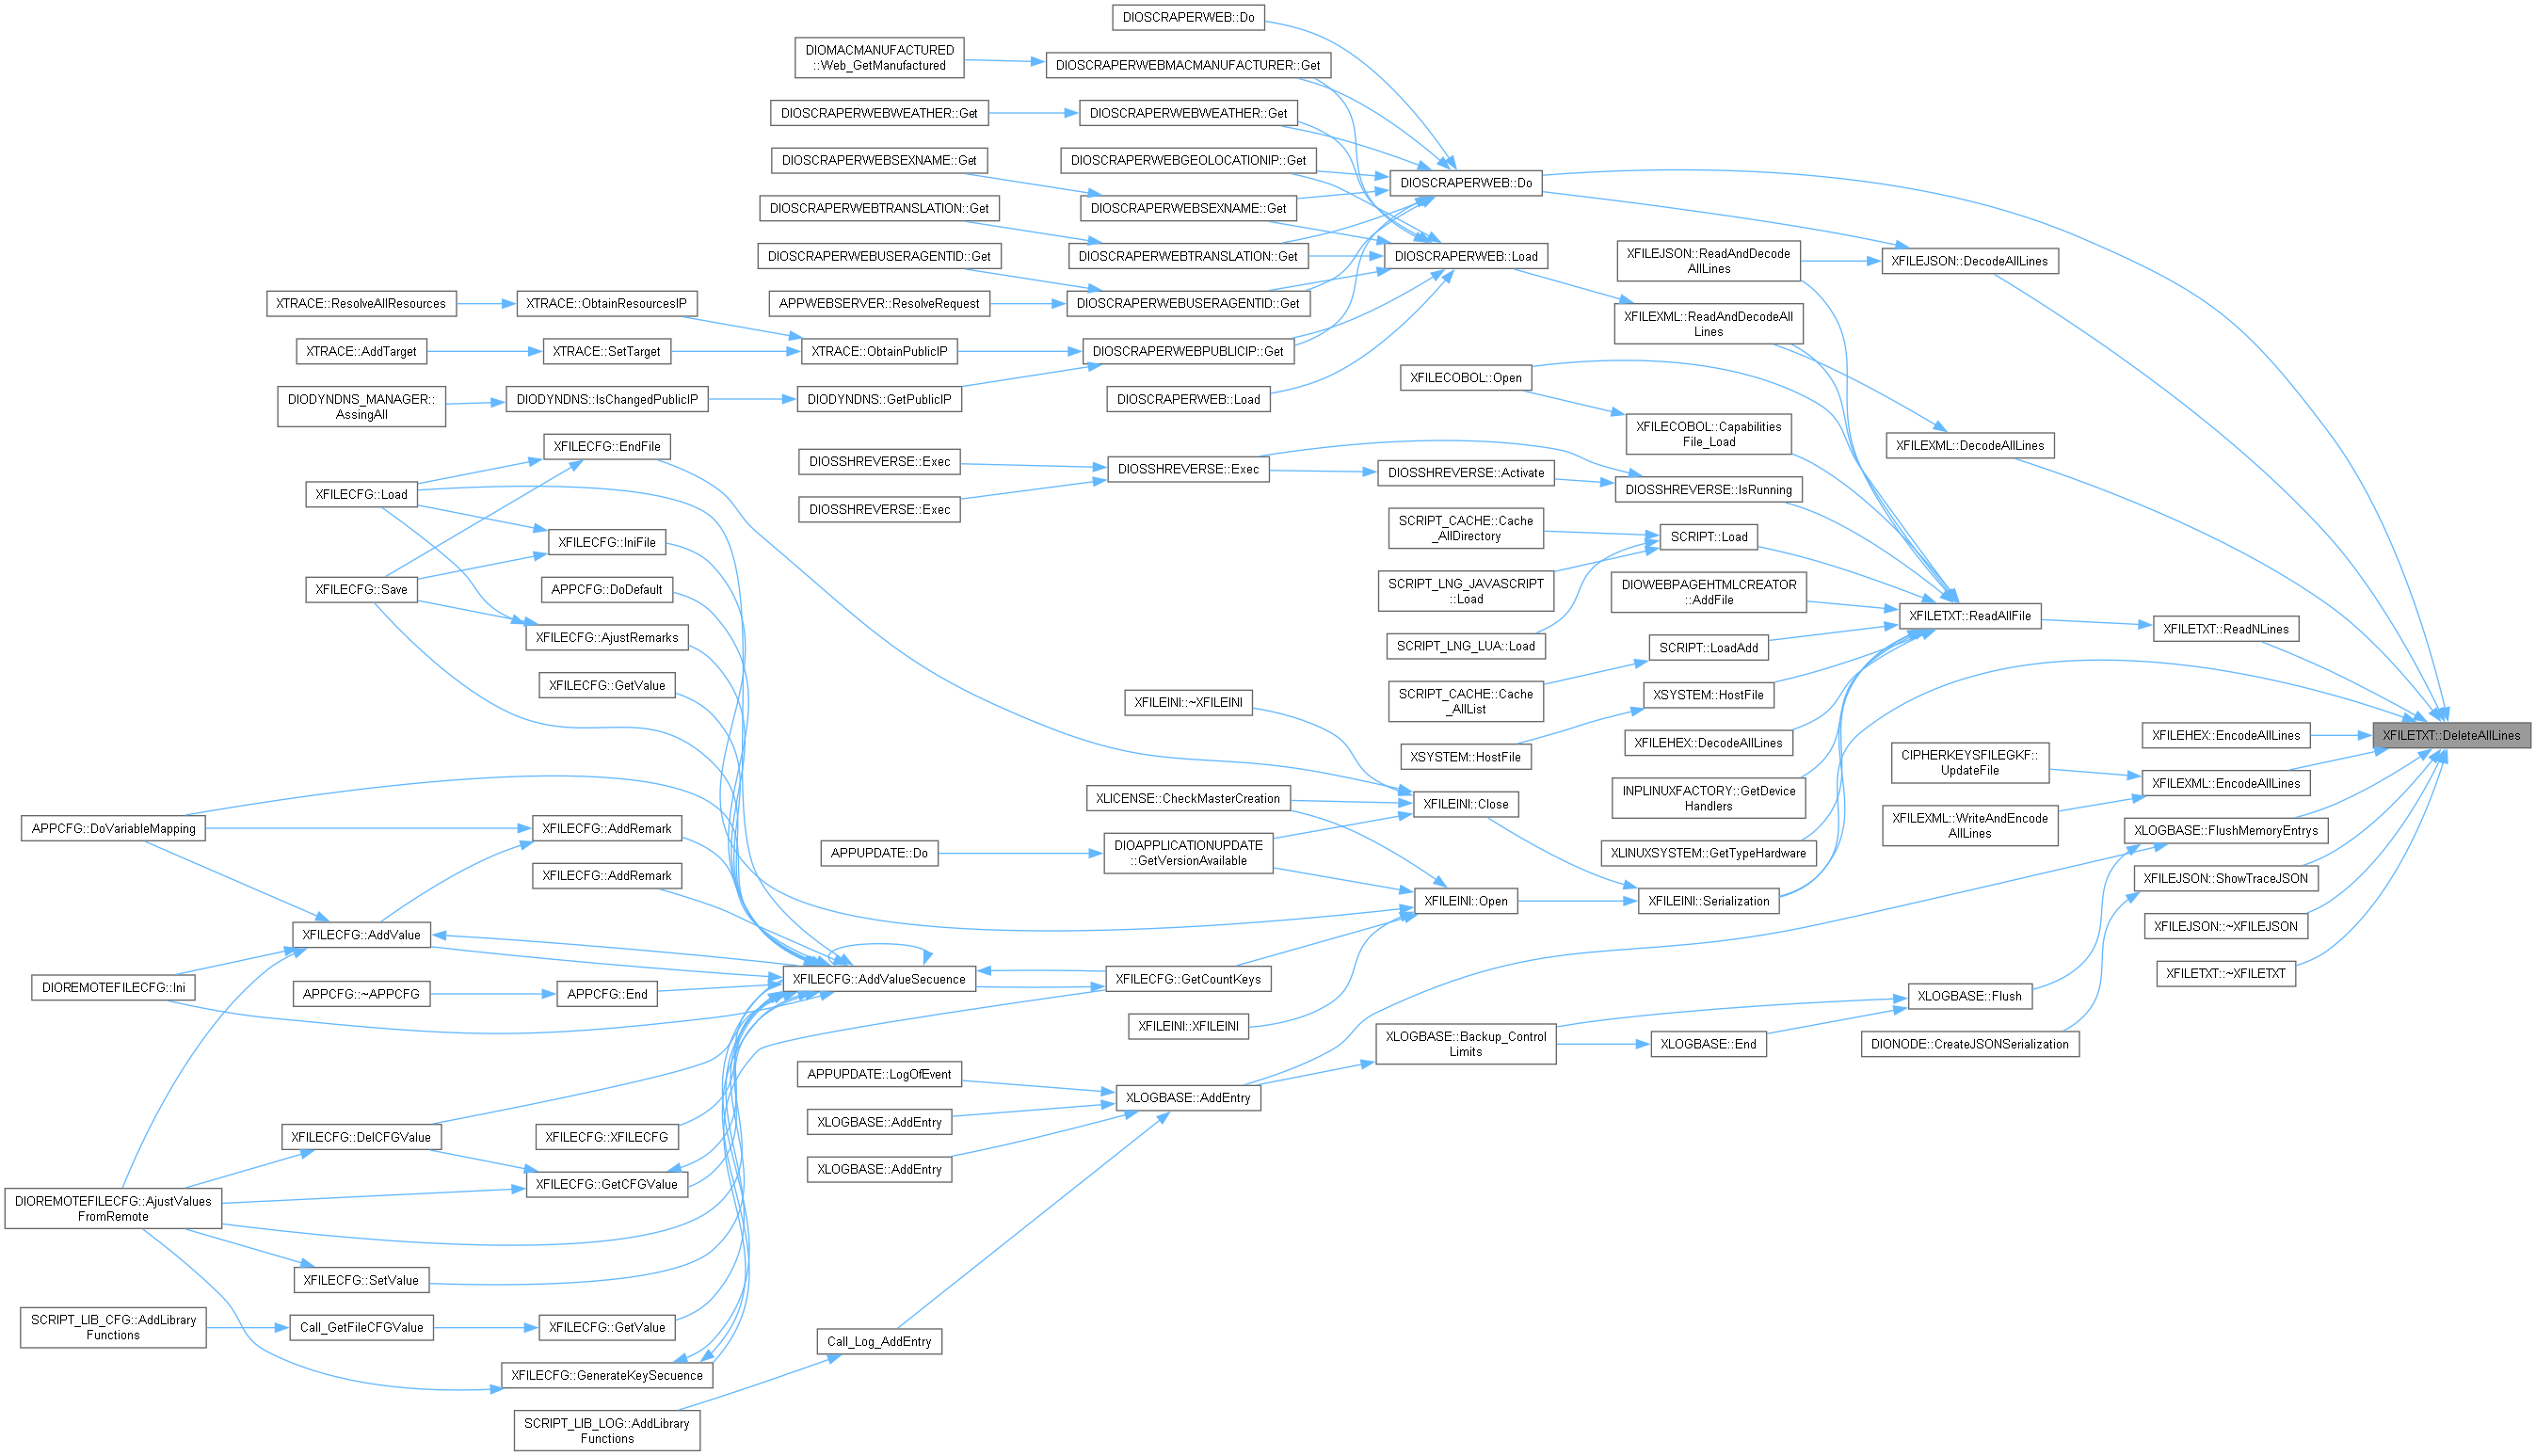 DIOSCRAPERWEB::Do
DIOMACMANUFACTURED
::Web_GetManufactured
DIOSCRAPERWEBMACMANUFACTURER::Get
DIOSCRAPERWEBWEATHER::Get
DIOSCRAPERWEBWEATHER::Get
DIOSCRAPERWEBSEXNAME::Get
DIOSCRAPERWEBGEOLOCATIONIP::Get
DIOSCRAPERWEB::Do
DIOSCRAPERWEBTRANSLATION::Get
DIOSCRAPERWEBSEXNAME::Get
DIOSCRAPERWEBUSERAGENTID::Get
DIOSCRAPERWEBTRANSLATION::Get
DIOSCRAPERWEB::Load
XFILEJSON::ReadAndDecode
AllLines
XFILEJSON::DecodeAllLines
XTRACE::ResolveAllResources
XTRACE::ObtainResourcesIP
APPWEBSERVER::ResolveRequest
DIOSCRAPERWEBUSERAGENTID::Get
XFILEXML::ReadAndDecodeAll
Lines
XTRACE::AddTarget
XTRACE::SetTarget
XTRACE::ObtainPublicIP
DIOSCRAPERWEBPUBLICIP::Get
XFILECOBOL::Open
DIODYNDNS_MANAGER::
AssingAll
DIODYNDNS::IsChangedPublicIP
DIODYNDNS::GetPublicIP
DIOSCRAPERWEB::Load
XFILECOBOL::Capabilities
File_Load
XFILEXML::DecodeAllLines
XFILECFG::EndFile
DIOSSHREVERSE::Exec
DIOSSHREVERSE::Exec
DIOSSHREVERSE::Activate
DIOSSHREVERSE::IsRunning
XFILECFG::Load
DIOSSHREVERSE::Exec
SCRIPT_CACHE::Cache
_AllDirectory
SCRIPT::Load
XFILECFG::IniFile
XFILECFG::Save
APPCFG::DoDefault
SCRIPT_LNG_JAVASCRIPT
::Load
DIOWEBPAGEHTMLCREATOR
::AddFile
XFILETXT::ReadAllFile
XFILETXT::ReadNLines
XFILECFG::AjustRemarks
SCRIPT_LNG_LUA::Load
SCRIPT::LoadAdd
XFILECFG::GetValue
XFILEINI::~XFILEINI
SCRIPT_CACHE::Cache
_AllList
XSYSTEM::HostFile
XFILETXT::DeleteAllLines
XSYSTEM::HostFile
XFILEHEX::DecodeAllLines
XFILEHEX::EncodeAllLines
CIPHERKEYSFILEGKF::
UpdateFile
XFILEXML::EncodeAllLines
XLICENSE::CheckMasterCreation
XFILEINI::Close
INPLINUXFACTORY::GetDevice
Handlers
XFILEXML::WriteAndEncode
AllLines
XLOGBASE::FlushMemoryEntrys
APPCFG::DoVariableMapping
XFILECFG::AddRemark
APPUPDATE::Do
DIOAPPLICATIONUPDATE
::GetVersionAvailable
XLINUXSYSTEM::GetTypeHardware
XFILECFG::AddRemark
XFILEJSON::ShowTraceJSON
XFILEINI::Open
XFILEINI::Serialization
XFILEJSON::~XFILEJSON
XFILECFG::AddValue
XFILETXT::~XFILETXT
DIOREMOTEFILECFG::Ini
APPCFG::~APPCFG
APPCFG::End
XFILECFG::AddValueSecuence
XFILECFG::GetCountKeys
XLOGBASE::Flush
XFILEINI::XFILEINI
XLOGBASE::Backup_Control
Limits
XLOGBASE::End
DIONODE::CreateJSONSerialization
APPUPDATE::LogOfEvent
XLOGBASE::AddEntry
XLOGBASE::AddEntry
XFILECFG::DelCFGValue
XFILECFG::XFILECFG
XLOGBASE::AddEntry
XFILECFG::GetCFGValue
DIOREMOTEFILECFG::AjustValues
FromRemote
XFILECFG::SetValue
SCRIPT_LIB_CFG::AddLibrary
Functions
Call_GetFileCFGValue
XFILECFG::GetValue
Call_Log_AddEntry
XFILECFG::GenerateKeySecuence
SCRIPT_LIB_LOG::AddLibrary
Functions